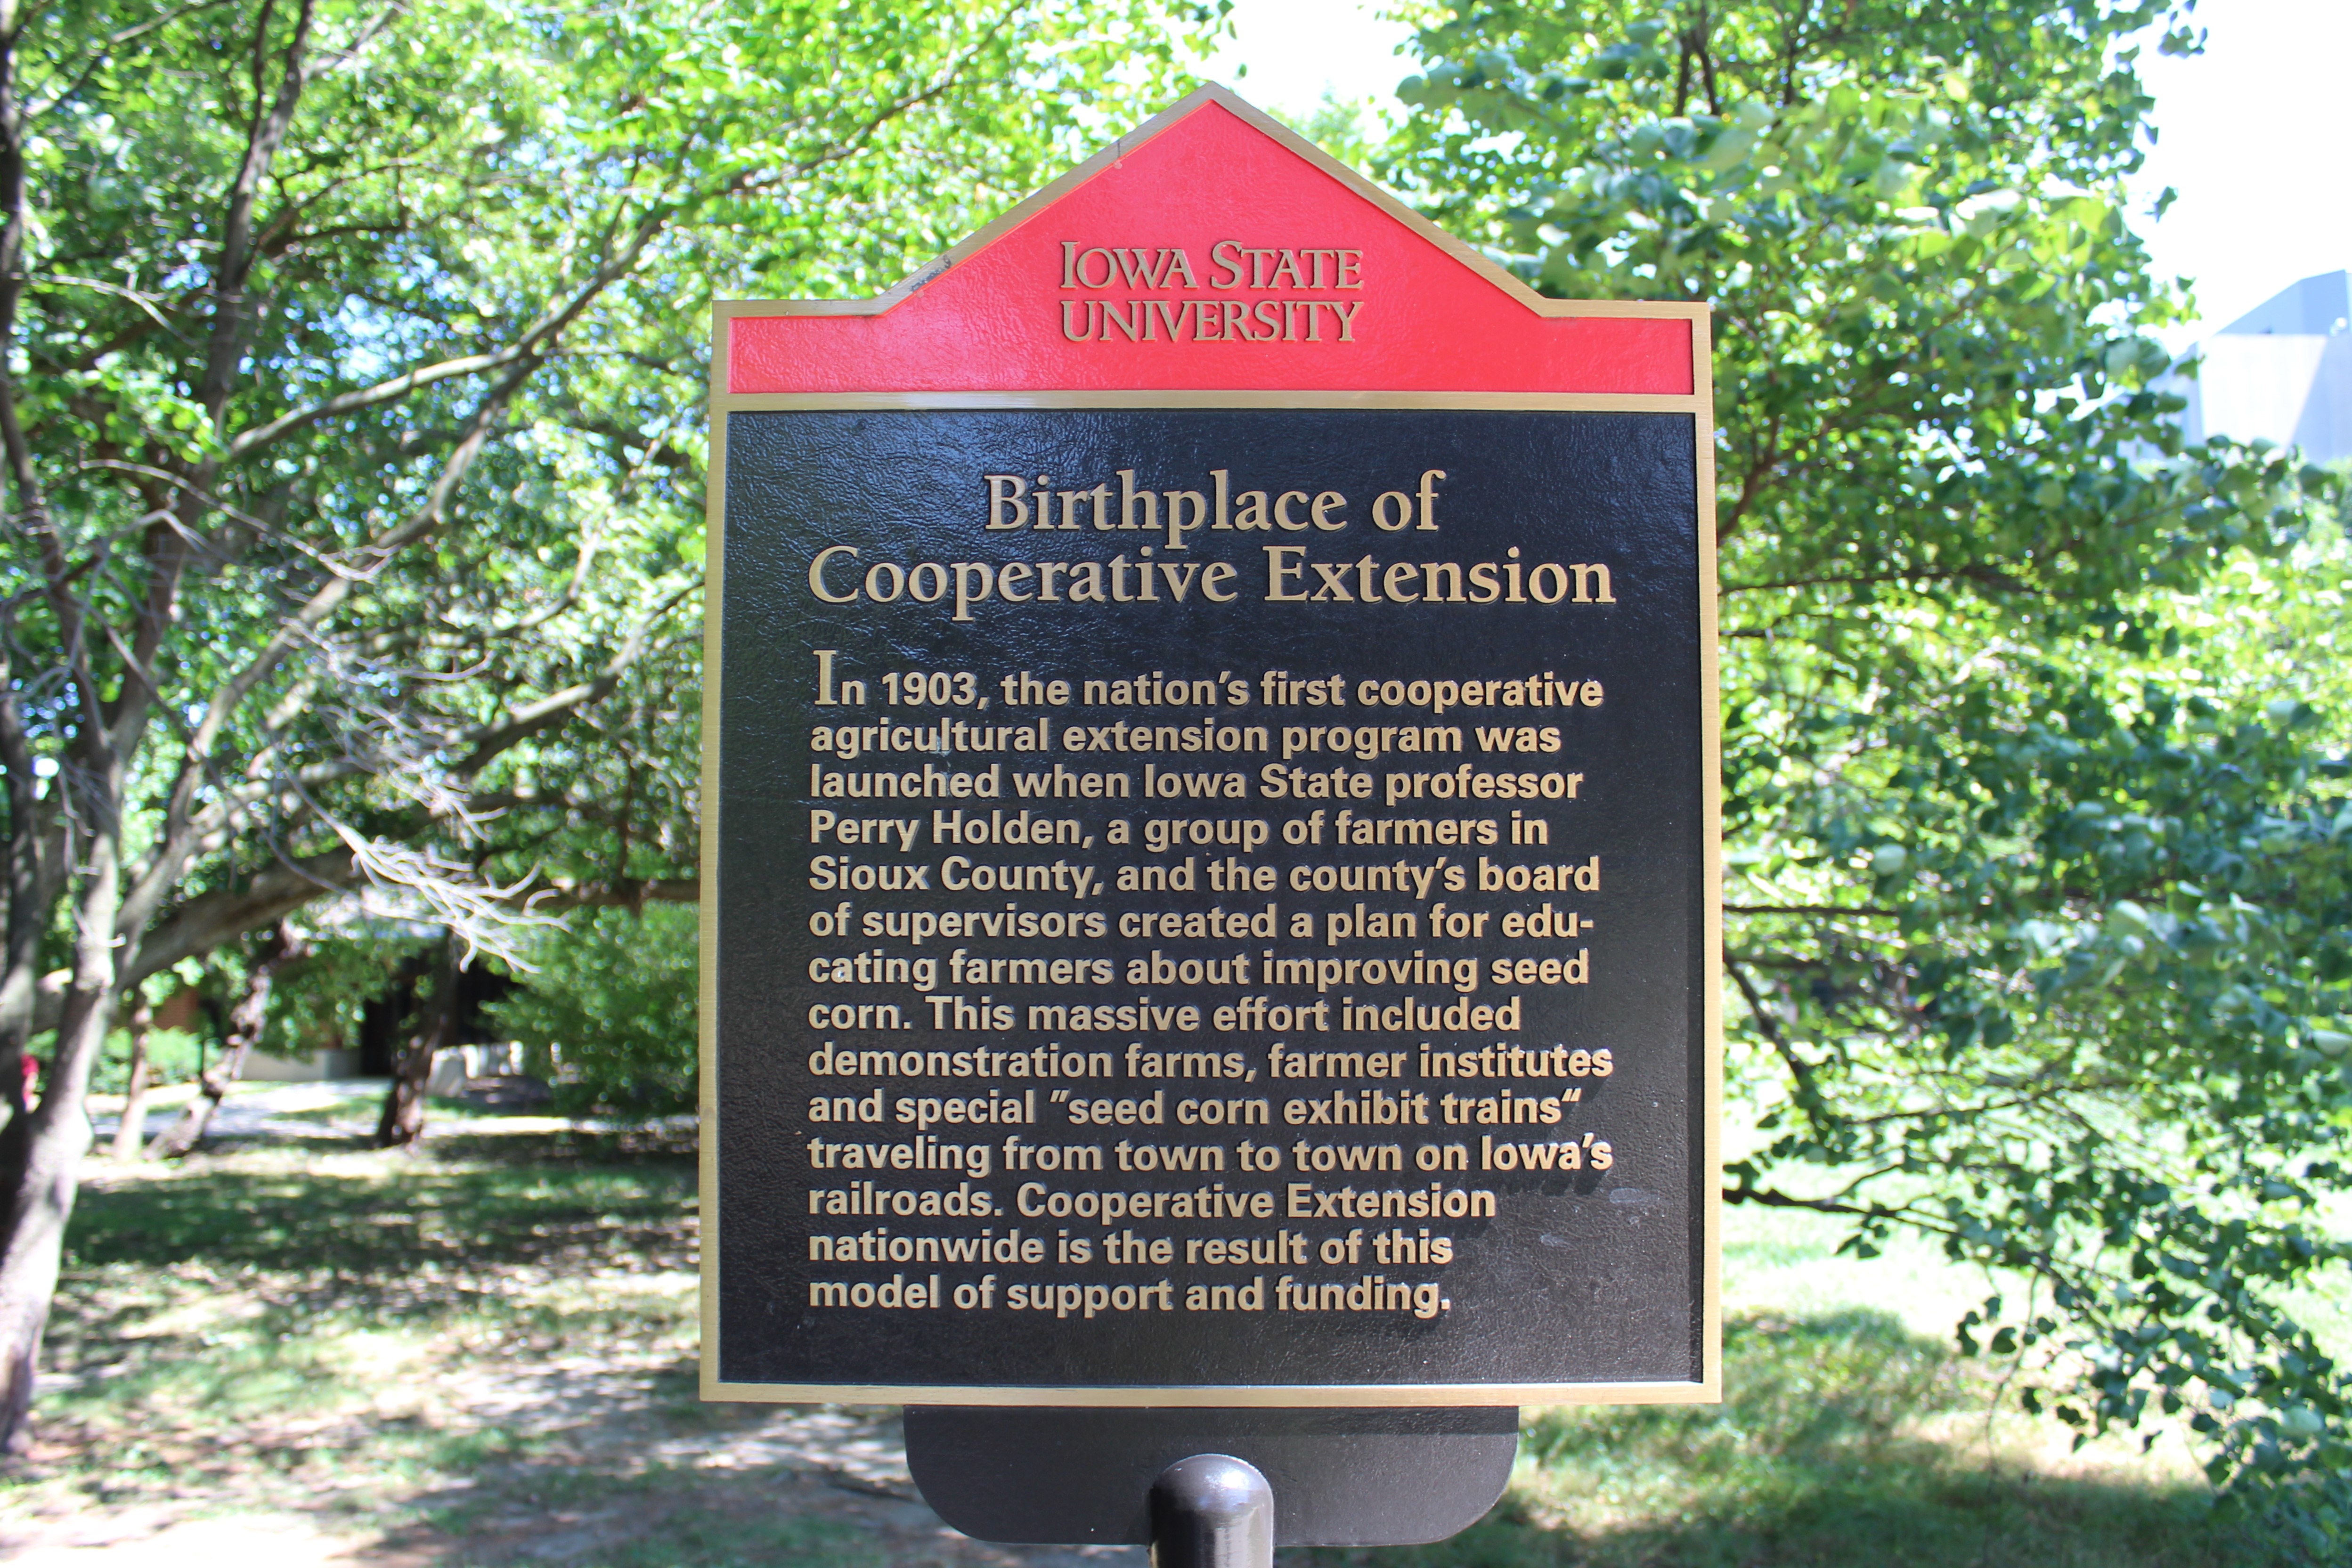 IOWA STATE
UNIVERSITY
Birthplace of
Cooperative Extension
In 1903, the nation's first cooperative
agricultural extension program was
launched when Iowa State professor
Perry Holden, a group of farmers in
Sioux County, and the county's board
of supervisors created a plan for edu-
cating farmers about improving seed
corn. This massive effort included
demonstration farms, farmer institutes
and special ″seed corn exhibit trains“
traveling from town to town on Iowa's
railroads. Cooperative Extension
nationwide is the result of this
model of support and funding.